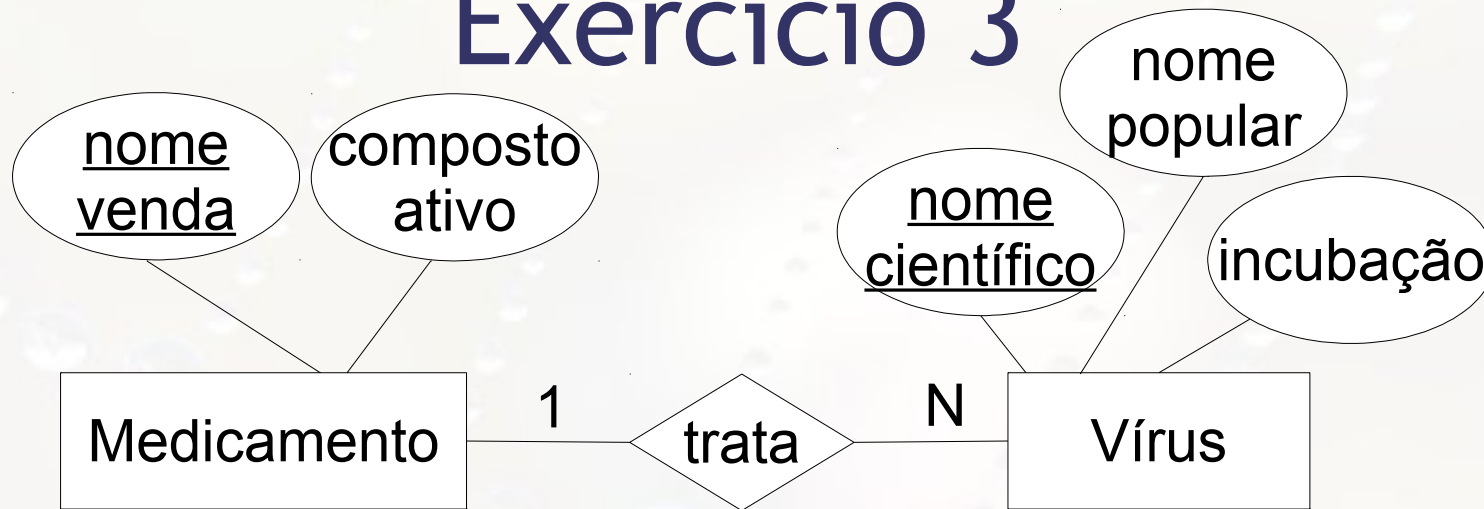 Exercício 3
nome
popular
nome
venda
composto
ativo
nome
científico
incubação
Medicamento
1
trata
N
Vírus